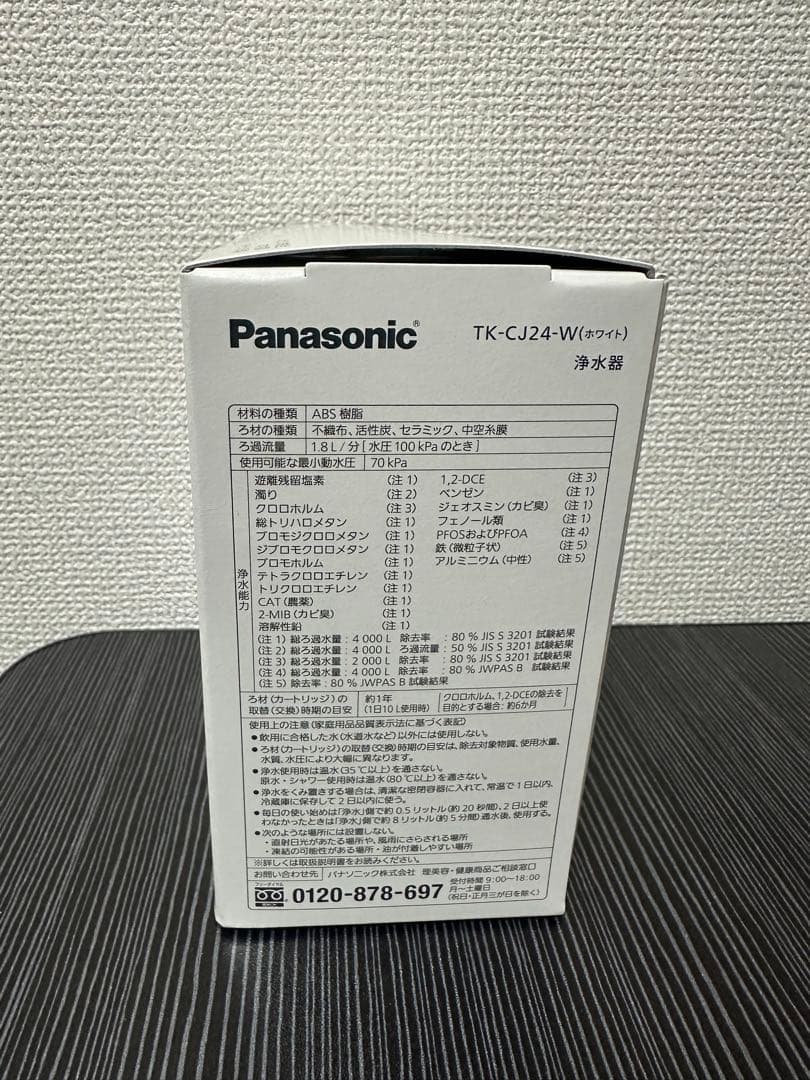 Panasonic®
TK-CJ24-W(ホワイト)
浄水器
材料の種類 ABS 樹脂
ろ材の種類 不織布、活性炭、セラミック、中空糸膜
ろ過流量 1.8 L / 分 [ 水圧 100 kPa のとき ]
使用可能な最小動水圧 70 kPa
浄水能力
遊離残留塩素 (注 1)
濁り (注 2)
クロロホルム (注 3)
総トリハロメタン (注 1)
ブロモジクロロメタン (注 1)
ジブロモクロロメタン (注 1)
ブロモホルム (注 1)
テトラクロロエチレン (注 1)
トリクロロエチレン (注 1)
CAT (農薬) (注 1)
2-MIB (カビ臭) (注 1)
溶解性鉛 (注 1)
1,2-DCE (注 3)
ベンゼン (注 1)
ジェオスミン (カビ臭) (注 1)
フェノール類 (注 1)
PFOSおよびPFOA (注 4)
鉄 (微粒子状) (注 5)
アルミニウム (中性) (注 5)
(注 1) 総ろ過水量 : 4 000 L 除去率 : 80 % JIS S 3201 試験結果
(注 2) 総ろ過水量 : 4 000 L ろ過流量 : 50 % JIS S 3201 試験結果
(注 3) 総ろ過水量 : 2 000 L 除去率 : 80 % JIS S 3201 試験結果
(注 4) 総ろ過水量 : 4 000 L 除去率 : 80 % JWPAS B 試験結果
(注 5) 除去率 : 80 % JWPAS B 試験結果
ろ材 (カートリッジ) の取替 (交換) 時期の目安
約1年
(1日10 L使用時)
クロロホルム、1,2-DCEの除去を
目的とする場合: 約6か月
使用上の注意 (家庭用品品質表示法に基づく表記)
●飲用に合格した水 (水道水など) 以外には使用しない。
●ろ材 (カートリッジ) の取替 (交換) 時期の目安は、除去対象物質、使用水量、
水質、水圧により大幅に異なります。
●浄水使用時は温水 (35 ℃以上) を通さない。
原水・シャワー使用時は温水 (80 ℃以上) を通さない。
●浄水をくみ置きする場合は、清潔な密閉容器に入れて、常温で 1 日以内、
冷蔵庫に保存して 2 日以内に使う。
●毎日の使い始めは「浄水」側で約 0.5 リットル (約 20 秒間)、2 日以上使
わなかったときは「浄水」側で約 8 リットル (約 5 分間) 通水後、使用する。
●次のような場所には設置しない。
・直射日光があたる場所や、風雨にさらされる場所
・凍結の可能性がある場所・油が付着しやすい場所
※詳しくは取扱説明書をお読みください。
お問い合わせ先 パナソニック株式会社 理美容・健康商品ご相談窓口
フリーダイヤル
0120-878-697
受付時間 9:00～18:00
月～土曜日
(祝日・正月三が日を除く)